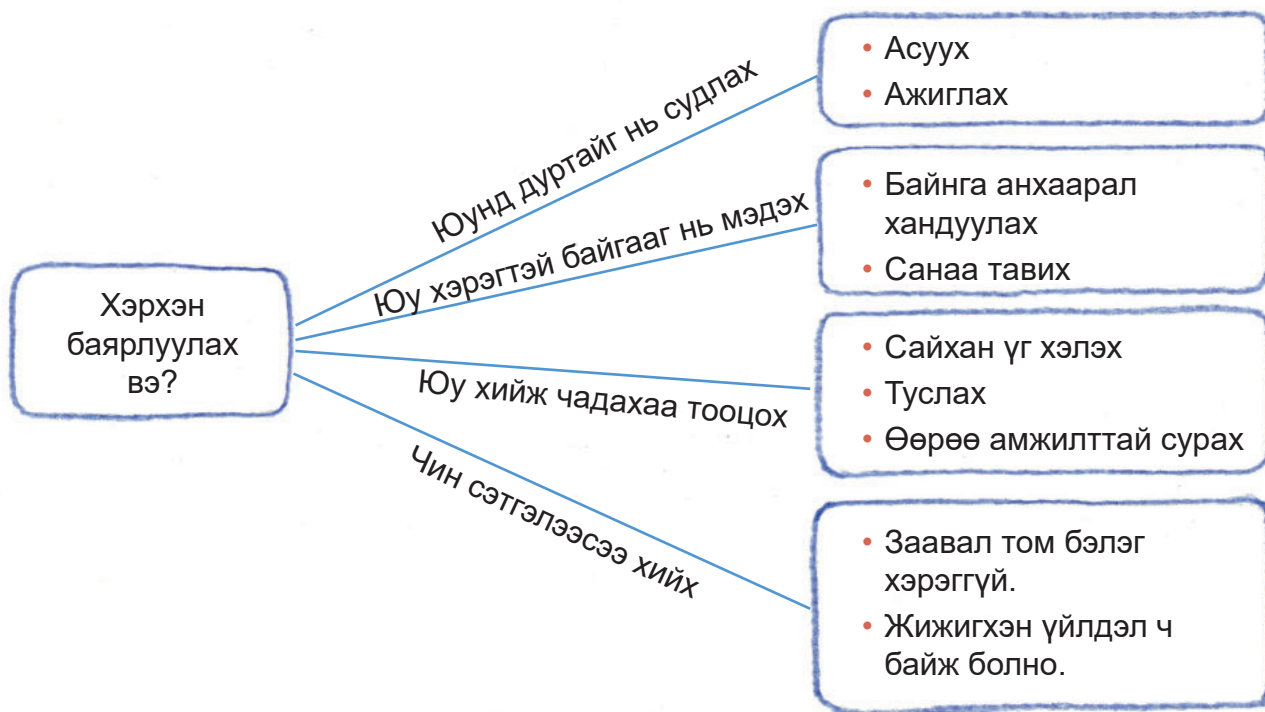 Хэрхэн
баярлуулах
вэ?
Юунд дуртайг нь судлах
• Асуух
• Ажиглах
Юу хэрэгтэй байгааг нь мэдэх
• Байнга анхаарал
хандуулах
• Санаа тавих
Юу хийж чадахаа тооцох
• Сайхан үг хэлэх
• Туслах
• Өөрөө амжилттай сурах
Чин сэтгэлээсээ хийх
• Заавал том бэлэг
хэрэггүй.
• Жижигхэн үйлдэл ч
байж болно.